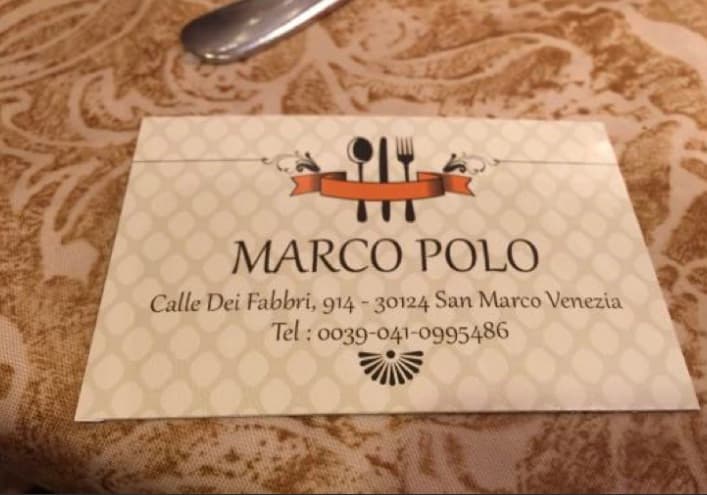 MARCO POLO
Calle Dei Fabbri, 914 - 30124 San Marco Venezia
Tel : 0039-041-0995486